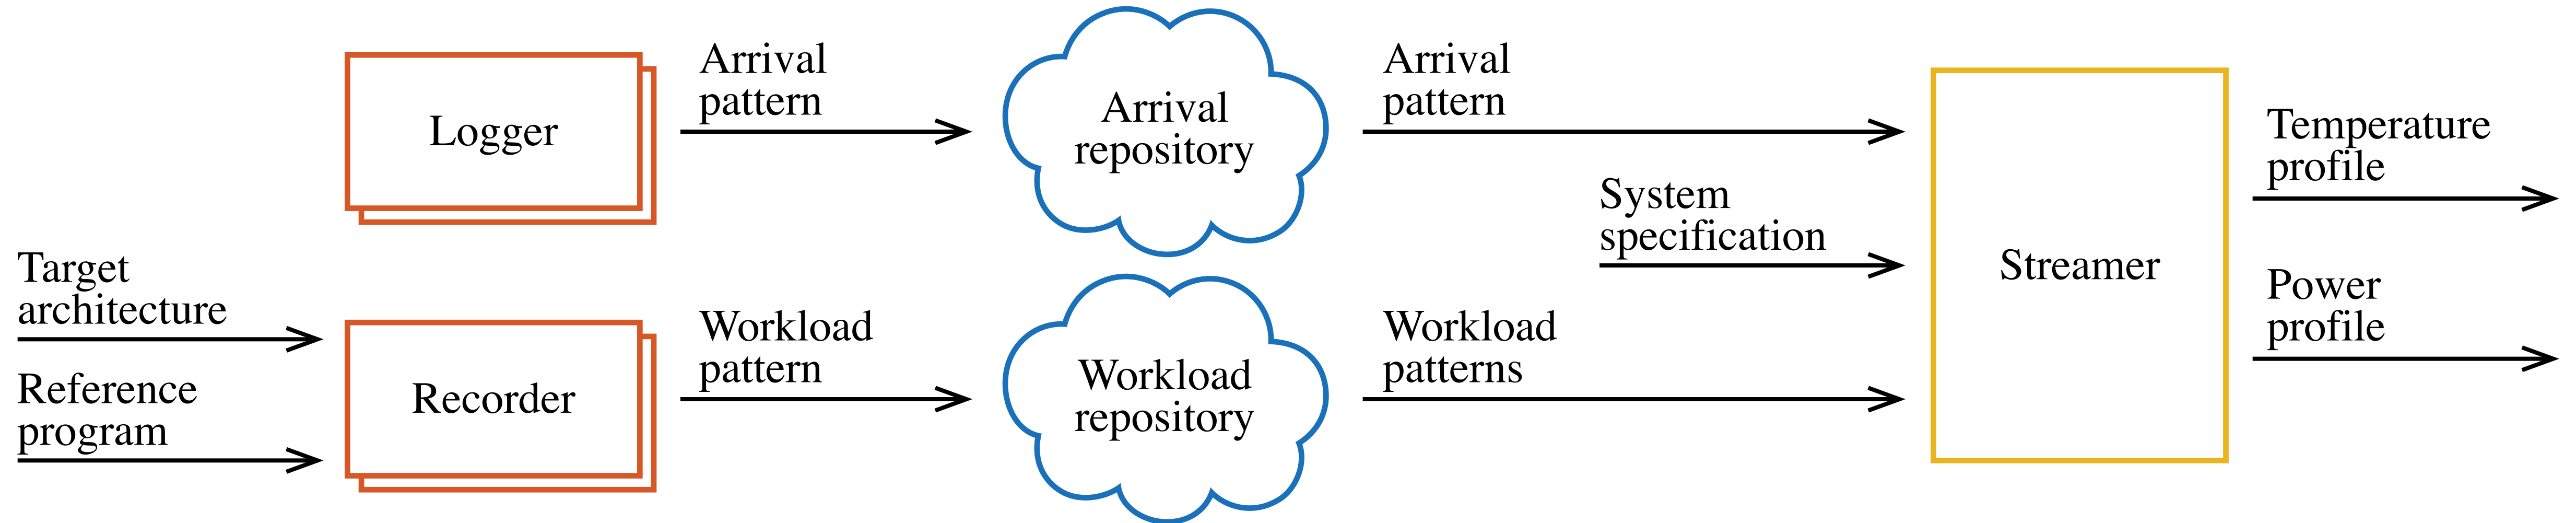 Arrival
pattern
Logger
Arrival
repository
Arrival
pattern
Temperature
profile
System
specification
Streamer
Target
architecture
Power
profile
Workload
pattern
Recorder
Workload
repository
Workload
patterns
Reference
program